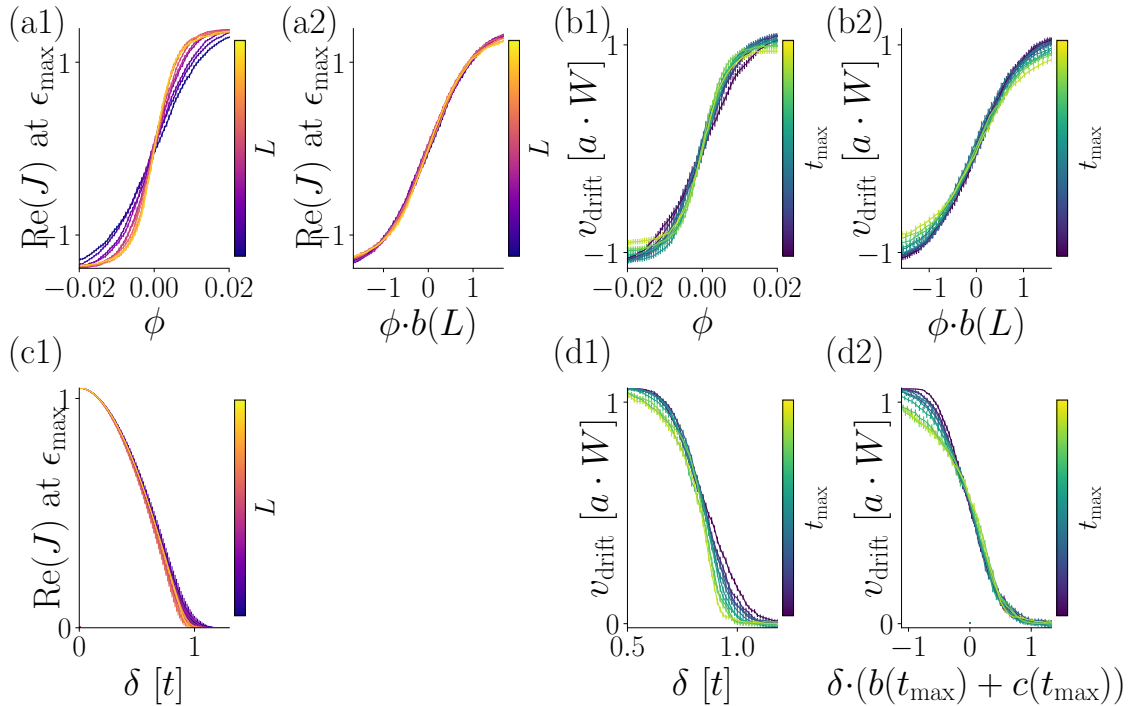 (a1)
Re(J) at ϵmax
1
−1
−0.02
0.00
0.02
ϕ
L
(a2)
Re(J) at ϵmax
1
−1
−1
0
1
ϕ·b(L)
L
(b1)
vdrift [a · W]
1
−1
−0.02
0.00
0.02
ϕ
tmax
(b2)
vdrift [a · W]
1
−1
−1
0
1
ϕ·b(L)
tmax
(c1)
Re(J) at ϵmax
1
0
0
1
δ [t]
L
(d1)
vdrift [a · W]
1
0
0.5
1.0
δ [t]
tmax
(d2)
vdrift [a · W]
1
0
−1
0
1
δ·(b(tmax) + c(tmax))
tmax